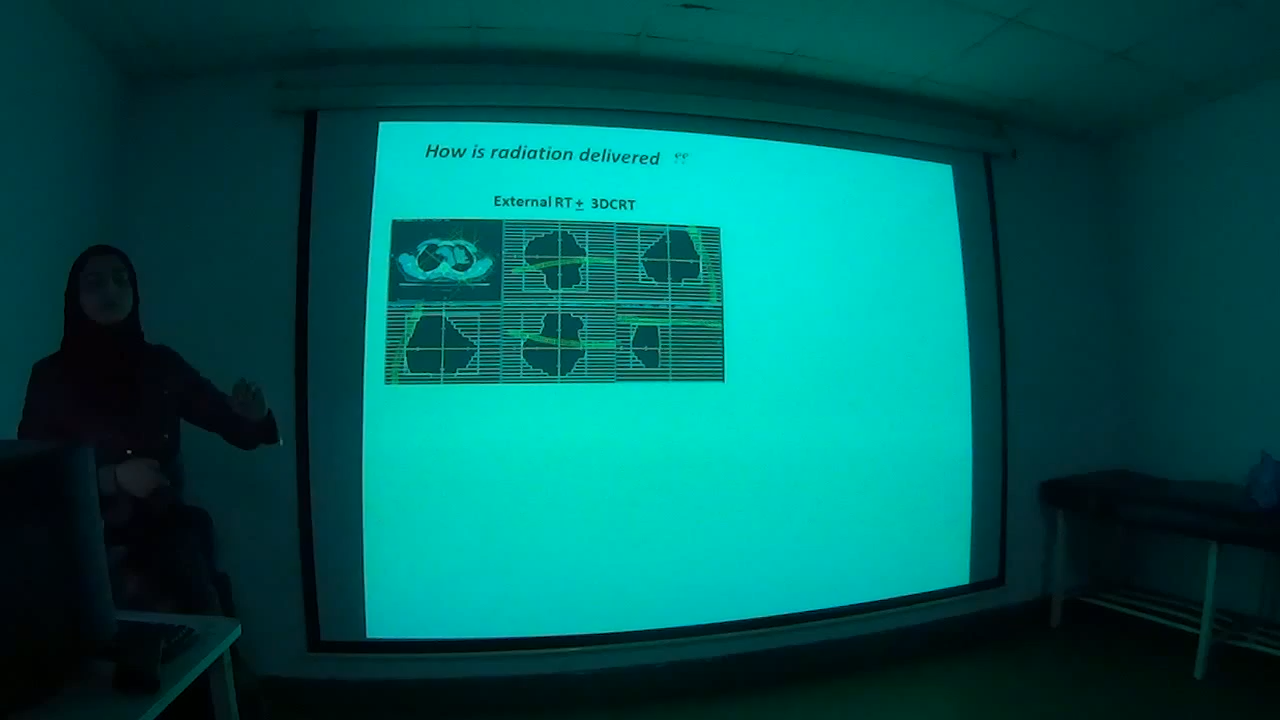 How is radiation delivered ??
External RT ± 3DCRT